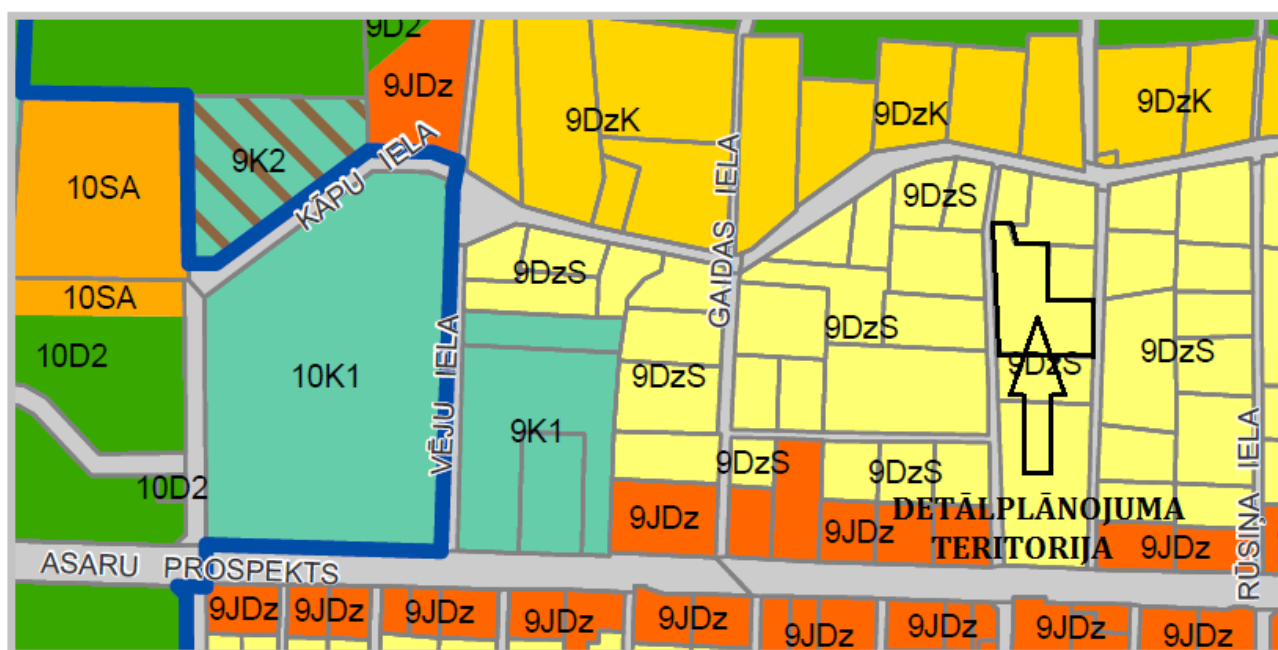 9D2
9JDz
9DzK
9DzK
9DzK
9K2
KĀPU IELA
10SA
9DzS
GAIDAS IELA
9DzS
10SA
9DzS
10D2
10K1
VĒJU IELA
9DzS
9DzS
9DzS
9K1
9DzS
9DzS
10D2
9JDz
9JDz
DETĀLPLĀNOJUMA
TERITORIJA
9JDz
RŪSIŅA IELA
ASARU PROSPEKTS
9JDz
9JDz
9JDz
9JDz
9JDz
9JDz
9JDz
9JDz
9JDz